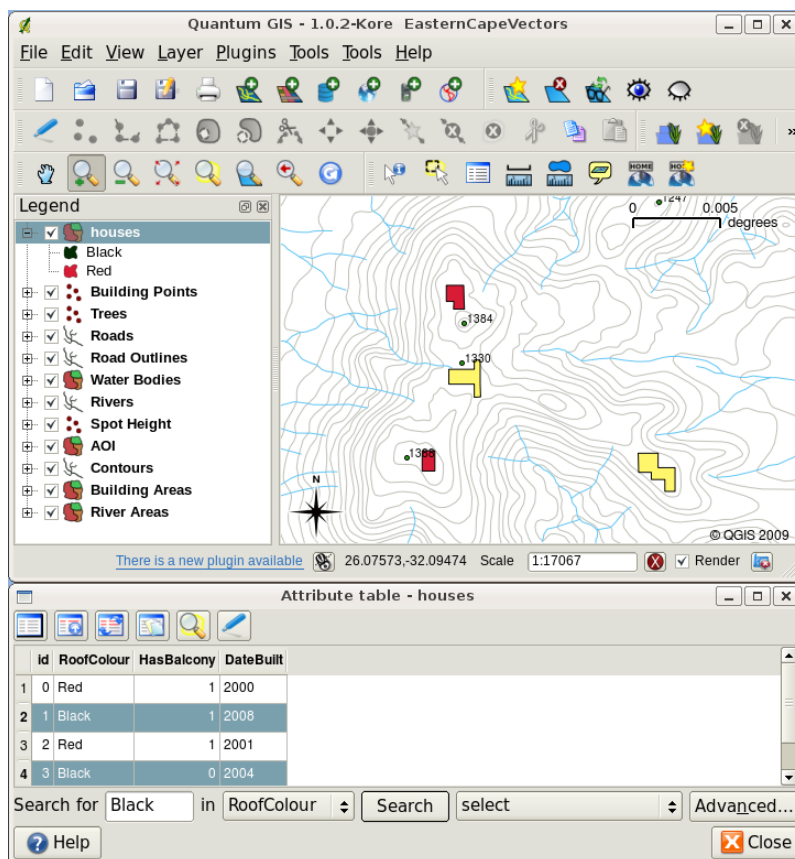 Quantum GIS - 1.0.2-Kore  EasternCapeVectors
File Edit View Layer Plugins Tools Tools Help
»
HOME
HO
Legend
houses
Black
Red
Building Points
Trees
Roads
Road Outlines
Water Bodies
Rivers
Spot Height
AOI
Contours
Building Areas
River Areas
1247
0 0.005 degrees
1384
1330
1388
N
© QGIS 2009
There is a new plugin available 26.07573,-32.09474 Scale 1:17067 Render
Attribute table - houses
id RoofColour HasBalcony DateBuilt
1 0 Red 1 2000
2 1 Black 1 2008
3 2 Red 1 2001
4 3 Black 0 2004
Search for Black in RoofColour Search select Advanced...
Help Close